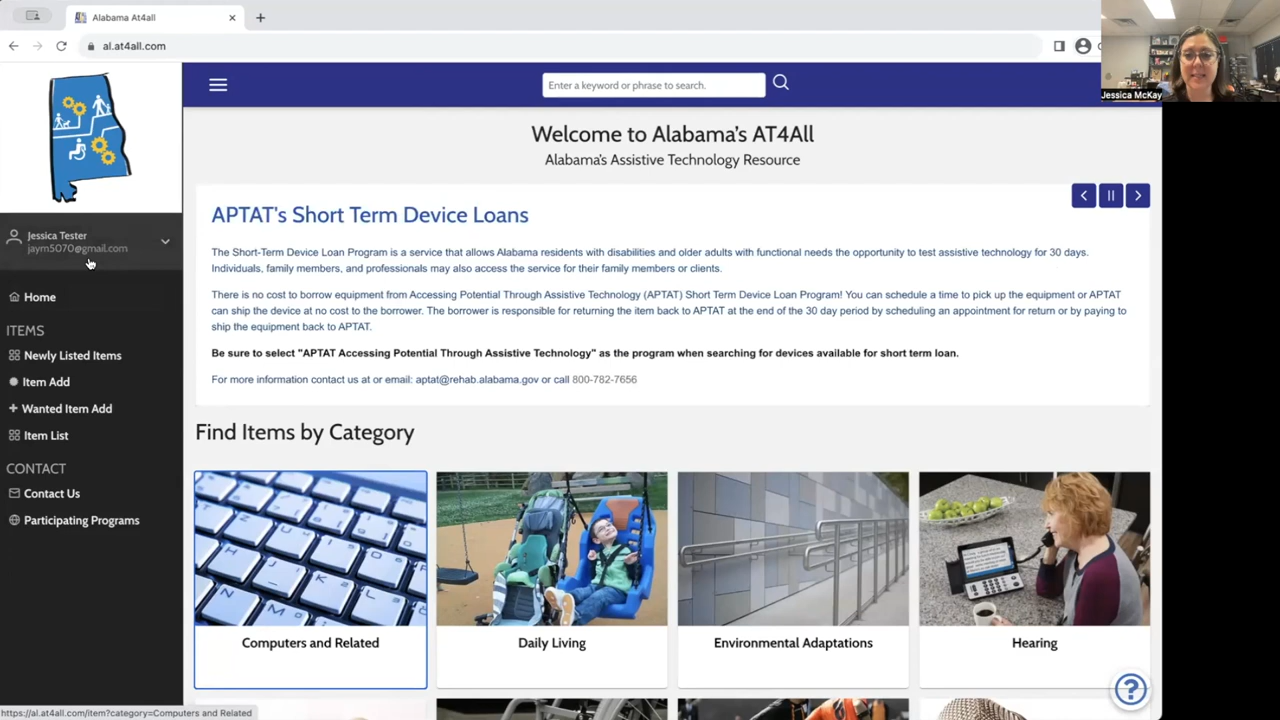 Alabama At4all
al.at4all.com
Jessica McKay
Enter a keyword or phrase to search.
Jessica Tester
jaym5070@gmail.com
Home
ITEMS
Newly Listed Items
Item Add
Wanted Item Add
Item List
CONTACT
Contact Us
Participating Programs
Welcome to Alabama's AT4All
Alabama's Assistive Technology Resource
APTAT's Short Term Device Loans
The Short-Term Device Loan Program is a service that allows Alabama residents with disabilities and older adults with functional needs the opportunity to test assistive technology for 30 days.
Individuals, family members, and professionals may also access the service for their family members or clients.
There is no cost to borrow equipment from Accessing Potential Through Assistive Technology (APTAT) Short Term Device Loan Program! You can schedule a time to pick up the equipment or APTAT
can ship the device at no cost to the borrower. The borrower is responsible for returning the item back to APTAT at the end of the 30 day period by scheduling an appointment for return or by paying to
ship the equipment back to APTAT.
Be sure to select "APTAT Accessing Potential Through Assistive Technology" as the program when searching for devices available for short term loan.
For more information contact us at or email: aptat@rehab.alabama.gov or call 800-782-7656
Find Items by Category
Computers and Related
Daily Living
Environmental Adaptations
Hearing
https://al.at4all.com/item?category=Computers and Related